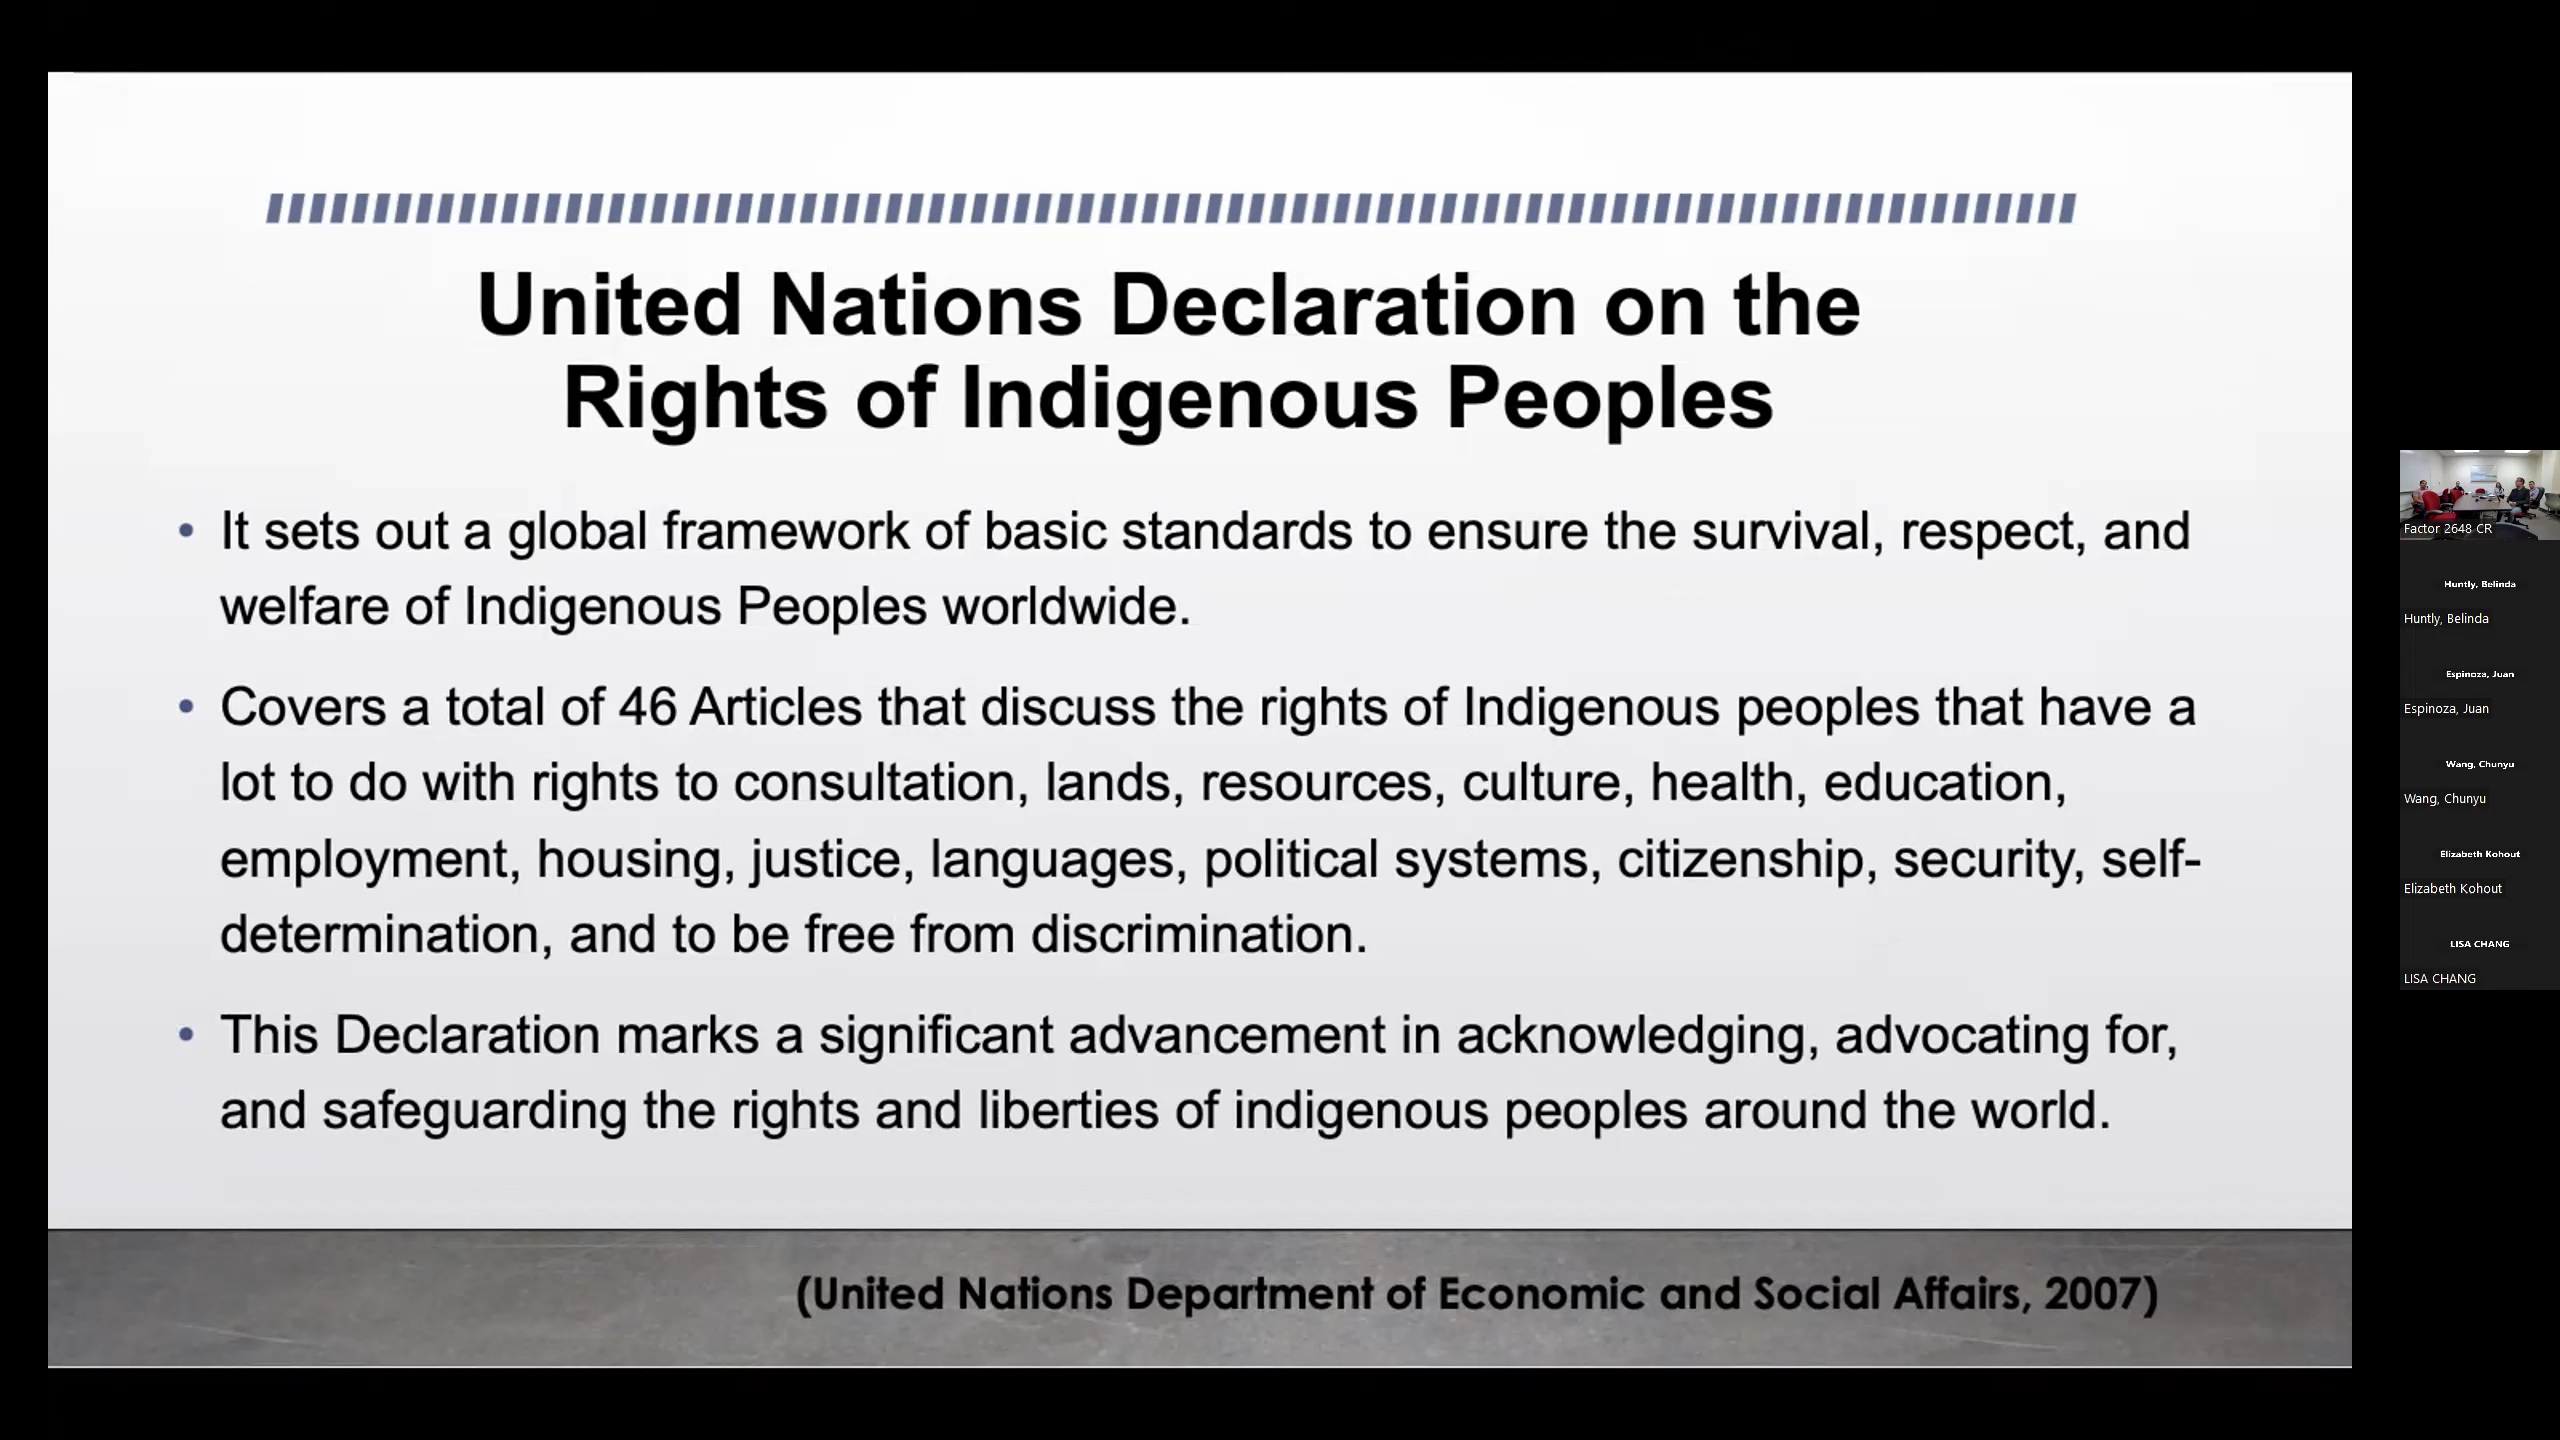 United Nations Declaration on the
Rights of Indigenous Peoples
• It sets out a global framework of basic standards to ensure the survival, respect, and
welfare of Indigenous Peoples worldwide.
• Covers a total of 46 Articles that discuss the rights of Indigenous peoples that have a
lot to do with rights to consultation, lands, resources, culture, health, education,
employment, housing, justice, languages, political systems, citizenship, security, self-
determination, and to be free from discrimination.
• This Declaration marks a significant advancement in acknowledging, advocating for,
and safeguarding the rights and liberties of indigenous peoples around the world.
(United Nations Department of Economic and Social Affairs, 2007)
Factor 2648 CR
Huntly, Belinda
Huntly, Belinda
Espinoza, Juan
Espinoza, Juan
Wang, Chunyu
Wang, Chunyu
Elizabeth Kohout
Elizabeth Kohout
LISA CHANG
LISA CHANG